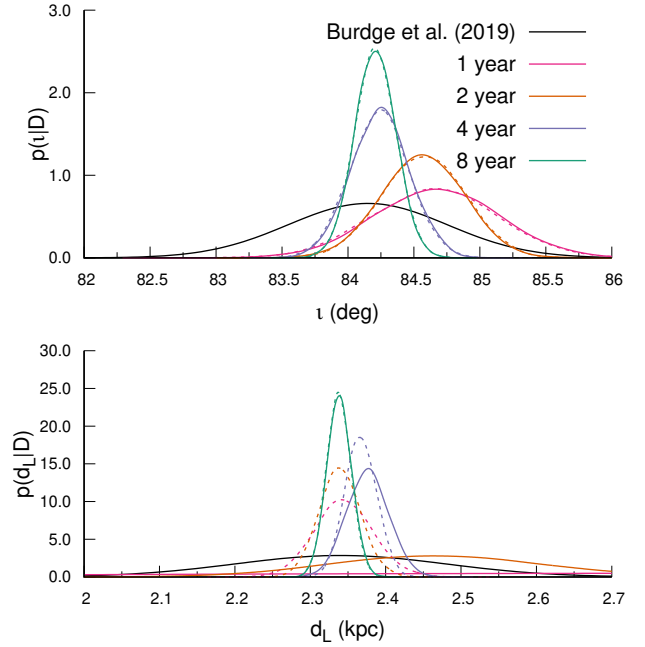 3.0
Burdge et al. (2019)
1 year
2.0
2 year
4 year
p(ι|D)
8 year
1.0
0.0
82 82.5 83 83.5 84 84.5 85 85.5 86
ι (deg)
30.0
25.0
20.0
p(d_L|D)
15.0
10.0
5.0
0.0
2 2.1 2.2 2.3 2.4 2.5 2.6 2.7
d_L (kpc)